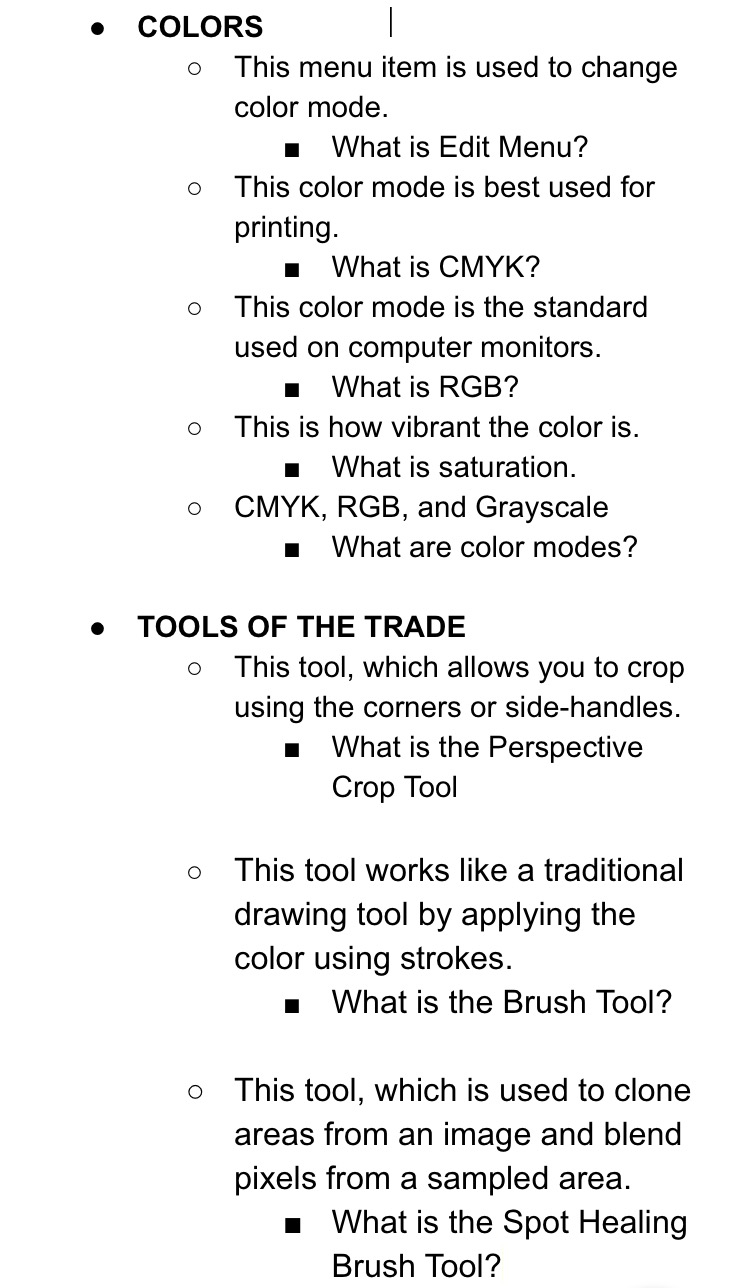 ● COLORS
○ This menu item is used to change
color mode.
■ What is Edit Menu?
○ This color mode is best used for
printing.
■ What is CMYK?
○ This color mode is the standard
used on computer monitors.
■ What is RGB?
○ This is how vibrant the color is.
■ What is saturation.
○ CMYK, RGB, and Grayscale
■ What are color modes?
● TOOLS OF THE TRADE
○ This tool, which allows you to crop
using the corners or side-handles.
■ What is the Perspective
Crop Tool
○ This tool works like a traditional
drawing tool by applying the
color using strokes.
■ What is the Brush Tool?
○ This tool, which is used to clone
areas from an image and blend
pixels from a sampled area.
■ What is the Spot Healing
Brush Tool?